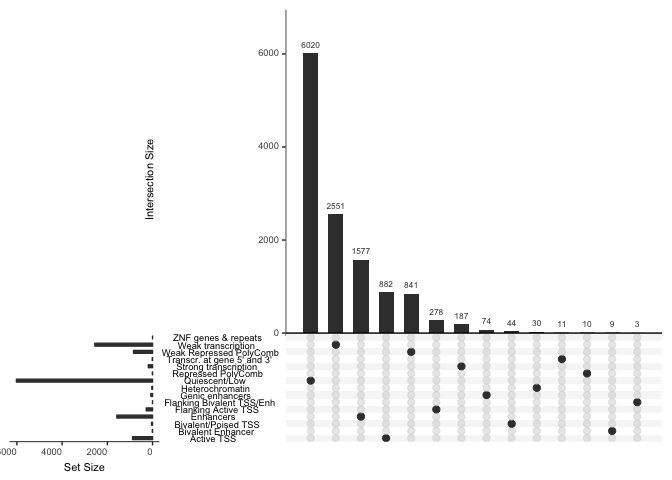 6000
4000
2000
0
Intersection Size
6020
2551
1577
882
841
278
187
74
44
30
11
10
9
3
ZNF genes & repeats
Weak transcription
Weak Repressed PolyComb
Transcr. at gene 5' and 3'
Strong transcription
Repressed PolyComb
Quiescent/Low
Heterochromatin
Genic enhancers
Flanking Bivalent TSS/Enh
Flanking Active TSS
Enhancers
Bivalent/Poised TSS
Bivalent Enhancer
Active TSS
4000
2000
0
Set Size